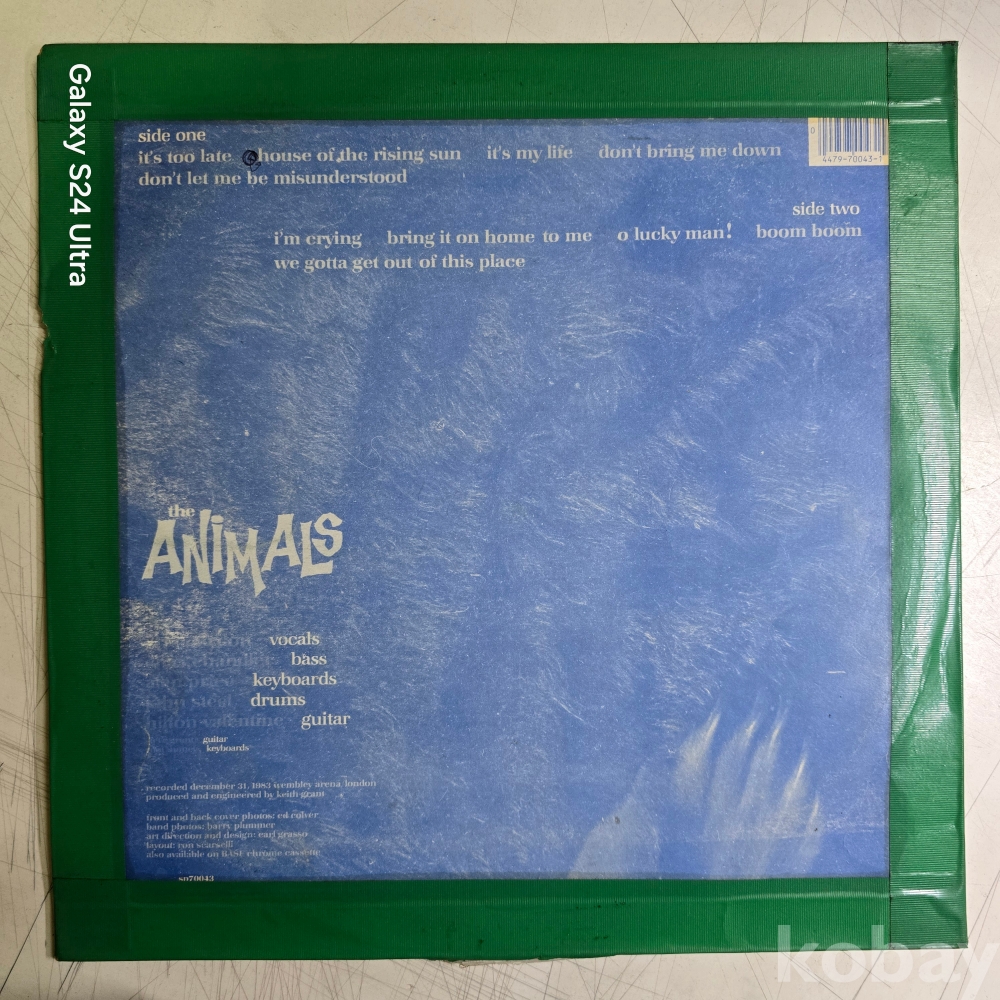 Galaxy S24 Ultra
side one
it's too late house of the rising sun it's my life don't bring me down
don't let me be misunderstood
0 4479-70043-1
side two
i'm crying bring it on home to me o lucky man! boom boom
we gotta get out of this place
the
ANIMALS
vocals
bass
keyboards
drums
valentine guitar
guitar
keyboards
recorded december 31, 1983 wembley arena/london
produced and engineered by keith grant
front and back cover photos: ed colver
band photos: barry plummer
art direction and design: carl grasso
layout: ron scarselli
also available on BASF chrome cassette
sp70043
kobay